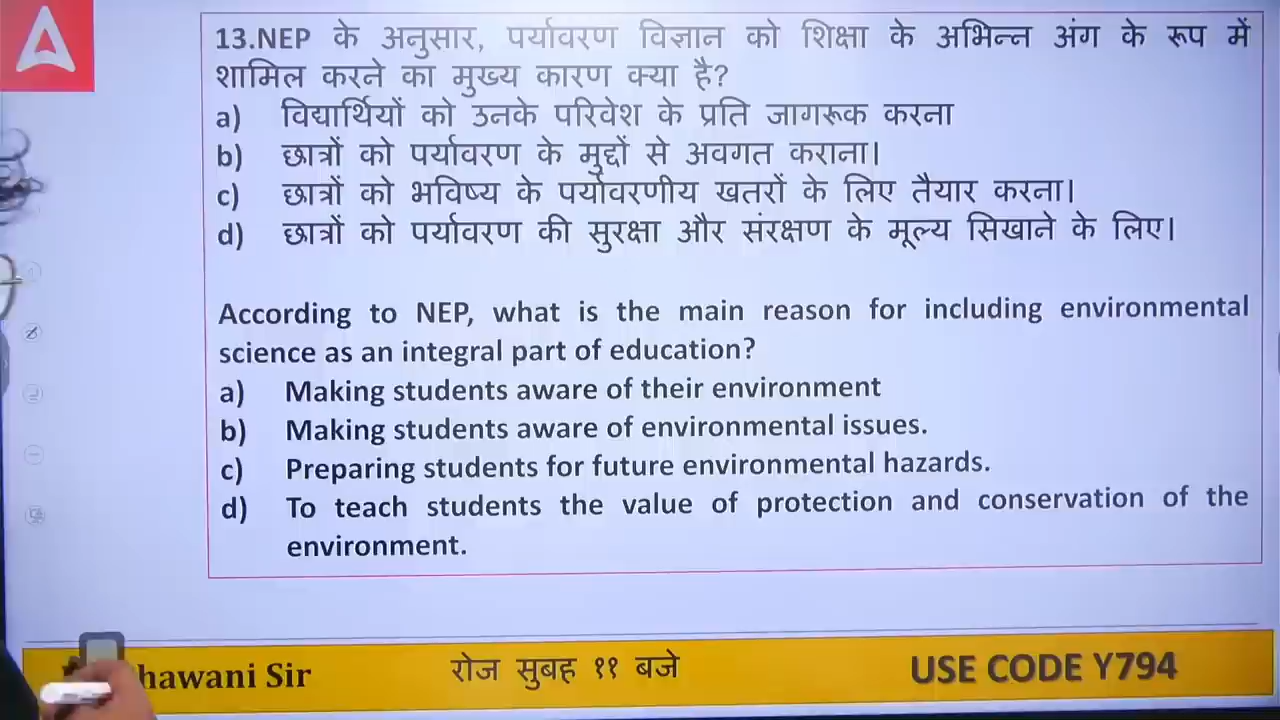 13.NEP के अनुसार, पर्यावरण विज्ञान को शिक्षा के अभिन्न अंग के रूप में
शामिल करने का मुख्य कारण क्या है?
a) विद्यार्थियों को उनके परिवेश के प्रति जागरूक करना
b) छात्रों को पर्यावरण के मुद्दों से अवगत कराना।
c) छात्रों को भविष्य के पर्यावरणीय खतरों के लिए तैयार करना।
d) छात्रों को पर्यावरण की सुरक्षा और संरक्षण के मूल्य सिखाने के लिए।
According to NEP, what is the main reason for including environmental
science as an integral part of education?
a) Making students aware of their environment
b) Making students aware of environmental issues.
c) Preparing students for future environmental hazards.
d) To teach students the value of protection and conservation of the
environment.
Sir रोज सुबह ११ बजे USE CODE Y794